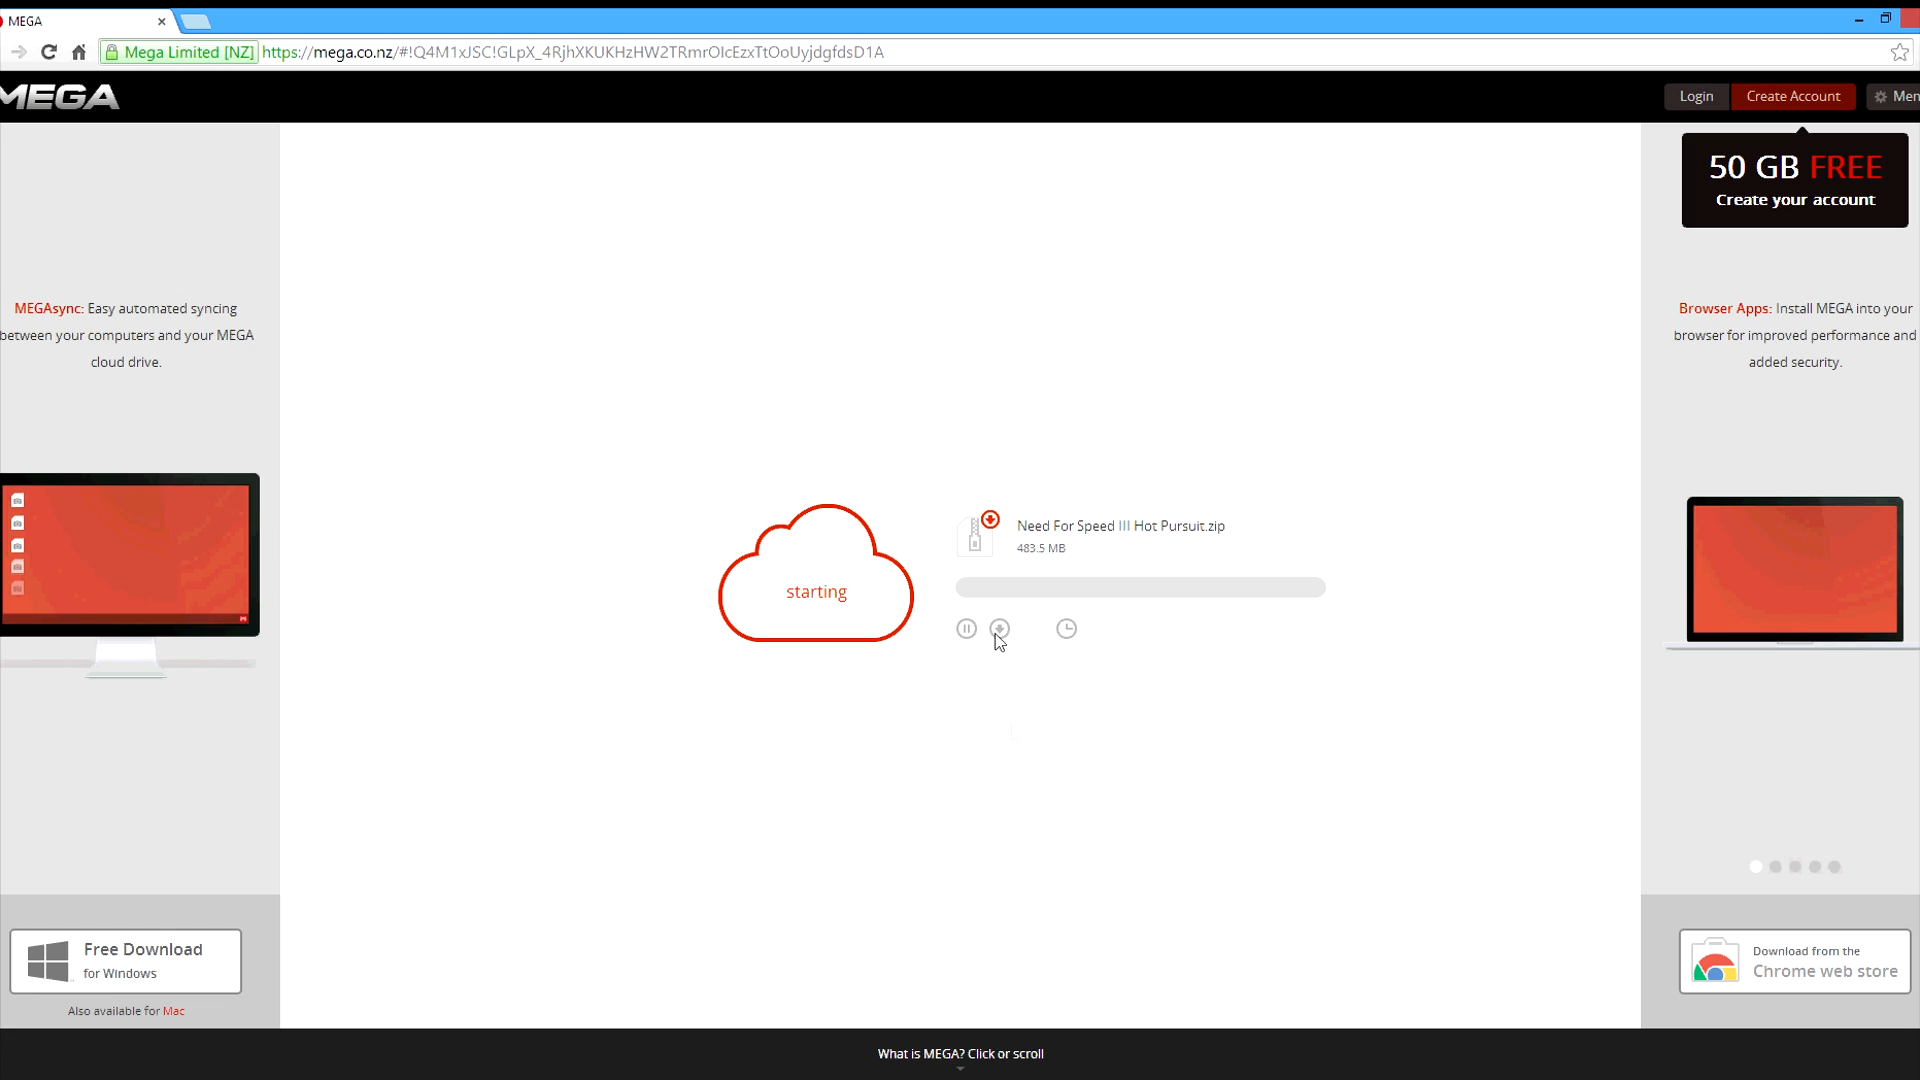 MEGA
Mega Limited [NZ] https://mega.co.nz/#!Q4M1xJSC!GLpX_4RjhXKUKHzHW2TRmrOIcEzxTtOoUyjdgfdsD1A
MEGA
Login
Create Account
Men
50 GB FREE
Create your account
MEGAsync: Easy automated syncing
between your computers and your MEGA
cloud drive.
Browser Apps: Install MEGA into your
browser for improved performance and
added security.
starting
Need For Speed III Hot Pursuit.zip
483.5 MB
Free Download
for Windows
Also available for Mac
Download from the
Chrome web store
What is MEGA? Click or scroll